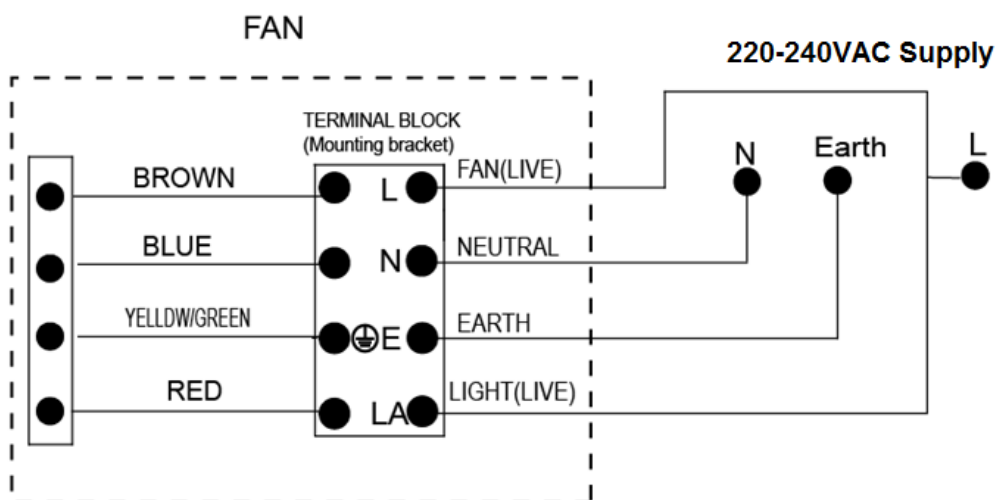 FAN
220-240VAC Supply
TERMINAL BLOCK
(Mounting bracket)
BROWN
L
FAN(LIVE)
N
Earth
L
BLUE
N
NEUTRAL
YELLDW/GREEN
E
EARTH
RED
LA
LIGHT(LIVE)